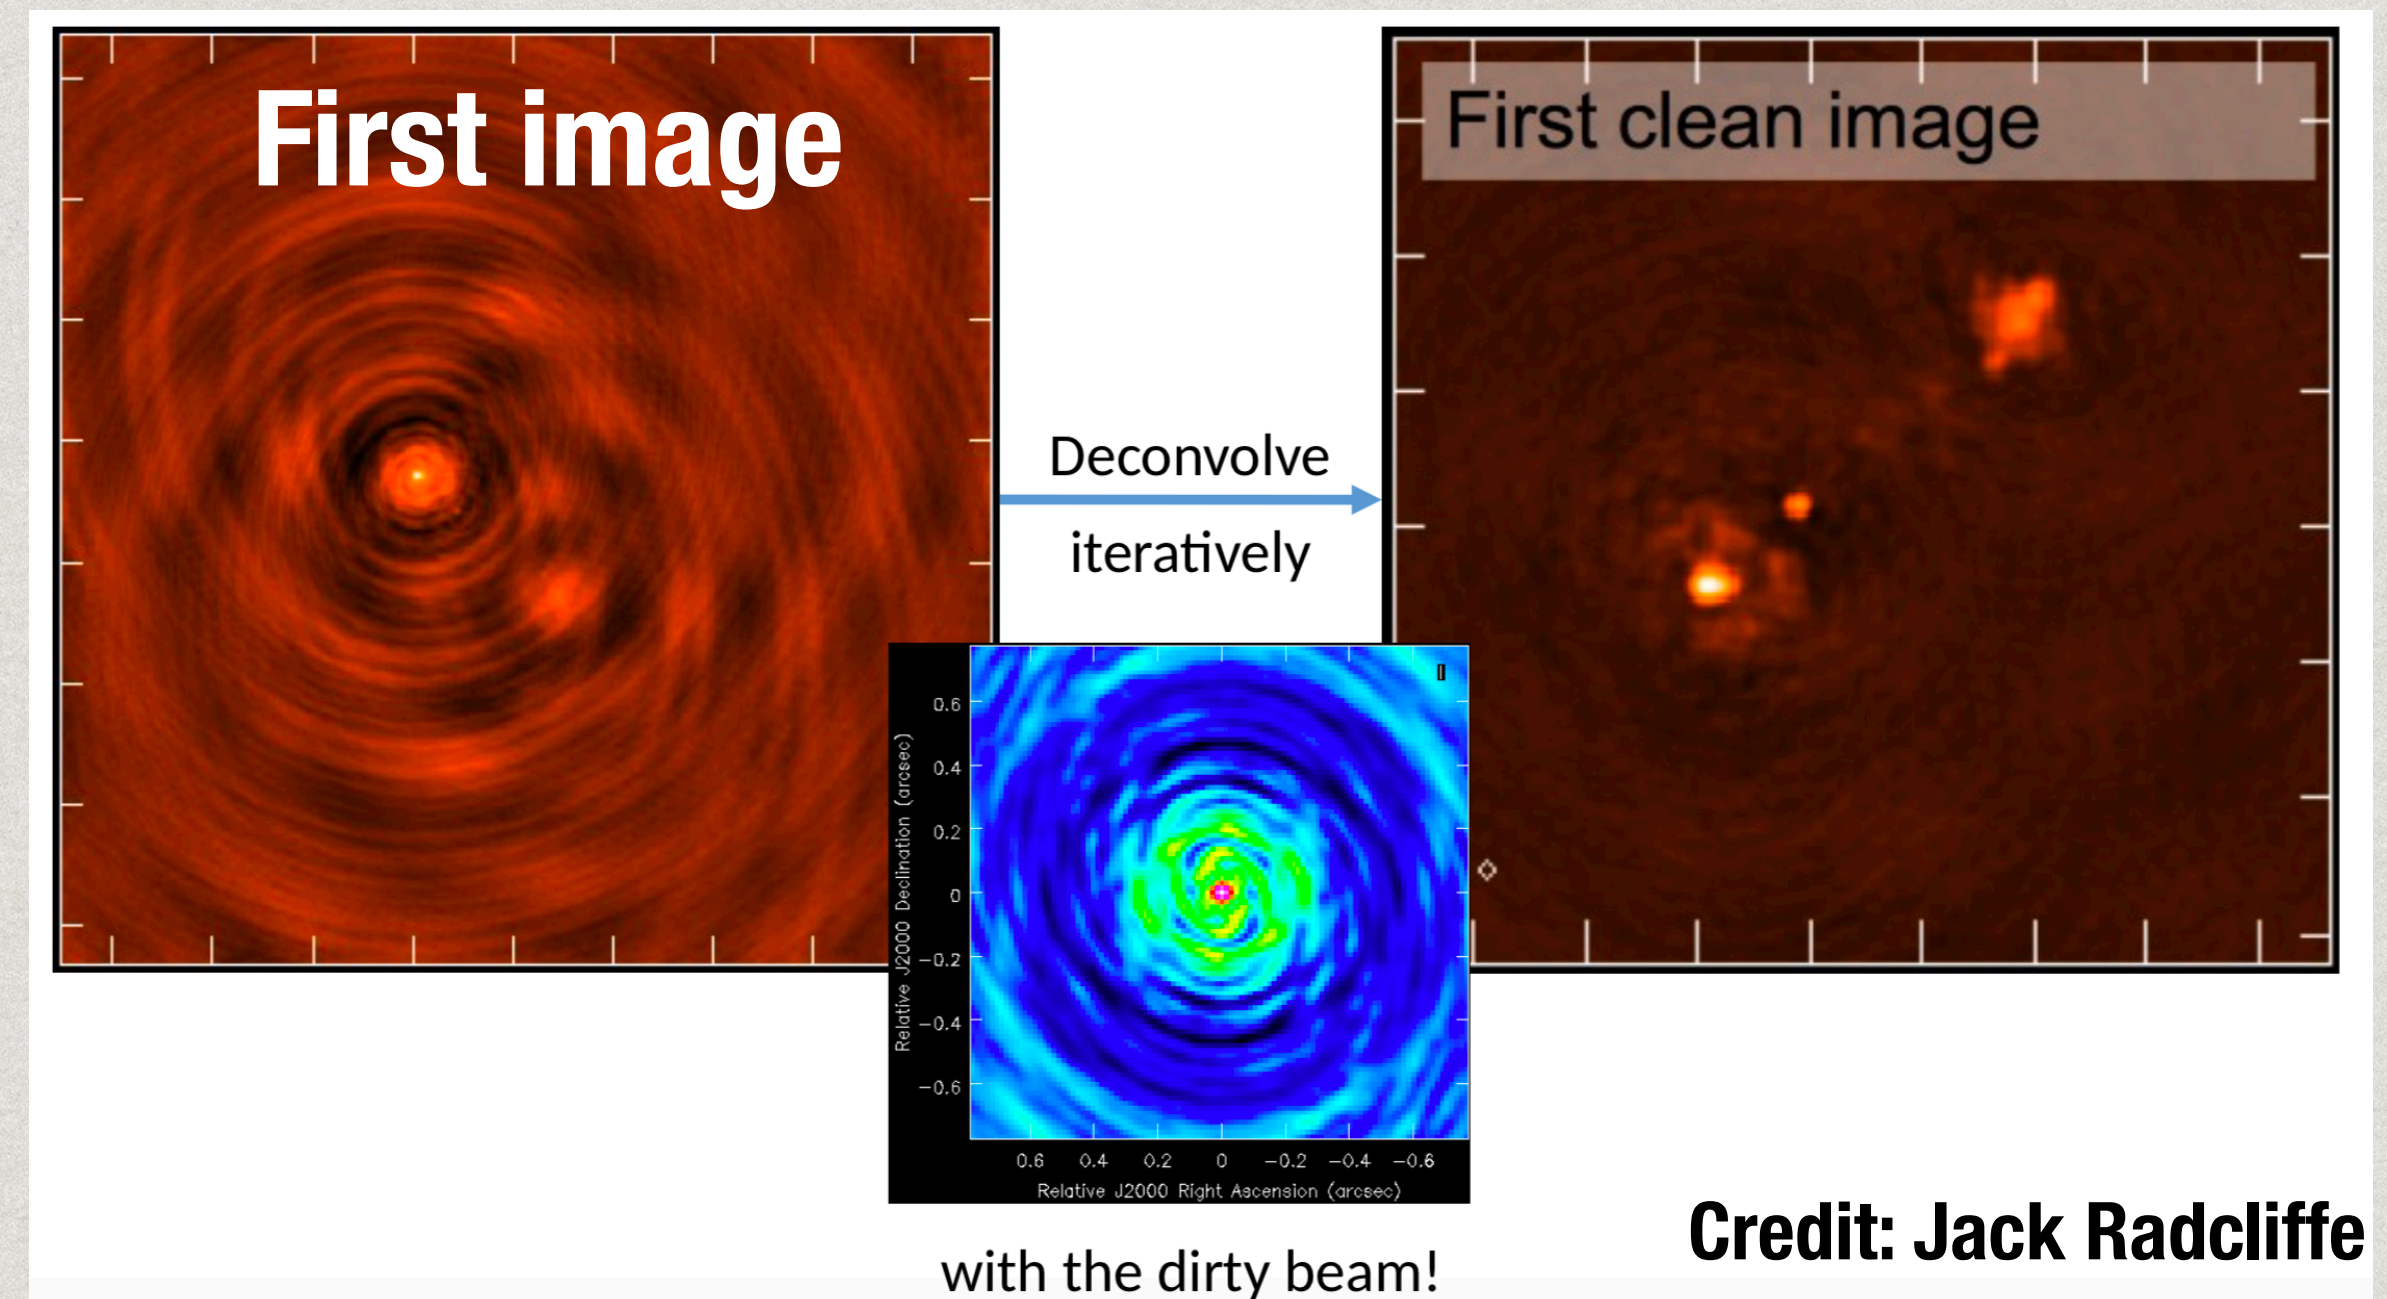 First image
First clean image
Deconvolve
iteratively
I
0.6
0.4
0.2
0
−0.2
−0.4
−0.6
Relative J2000 Declination (arcsec)
0.6 0.4 0.2 0 −0.2 −0.4 −0.6
Relative J2000 Right Ascension (arcsec)
Credit: Jack Radcliffe
with the dirty beam!